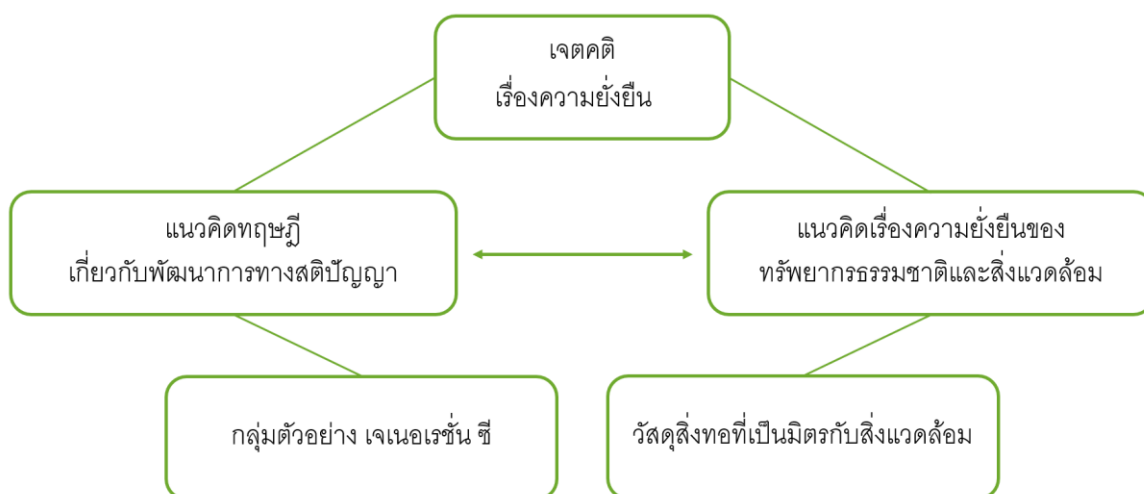 เจตคติ
เรื่องความยั่งยืน
แนวคิดทฤษฎี
เกี่ยวกับพัฒนาการทางสติปัญญา
แนวคิดเรื่องความยั่งยืนของ
ทรัพยากรธรรมชาติและสิ่งแวดล้อม
กลุ่มตัวอย่าง เจเนอเรชั่น ซี
วัสดุสิ่งทอที่เป็นมิตรกับสิ่งแวดล้อม